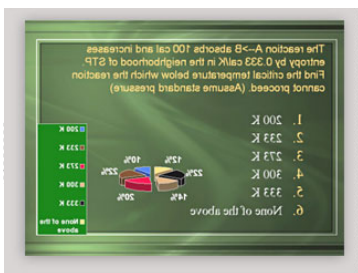 The reaction A-->B absorbs 100 cal and increases
entropy by 0.333 cal/K in the neighborhood of STP.
Find the critical temperature below which the reaction
cannot proceed. (Assume standard pressure)
1. 200 K
2. 233 K
3. 273 K
4. 300 K
5. 333 K
6. None of the above
10%
12%
22%
22%
20%
14%
200 K
233 K
273 K
300 K
333 K
None of the
above